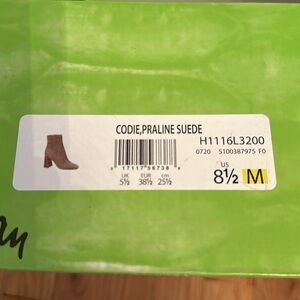 CODIE,PRALINE SUEDE
H1116L3200
0720 5100387975 F0
UK EUR cm
5½ 38½ 25½
US
8½ M